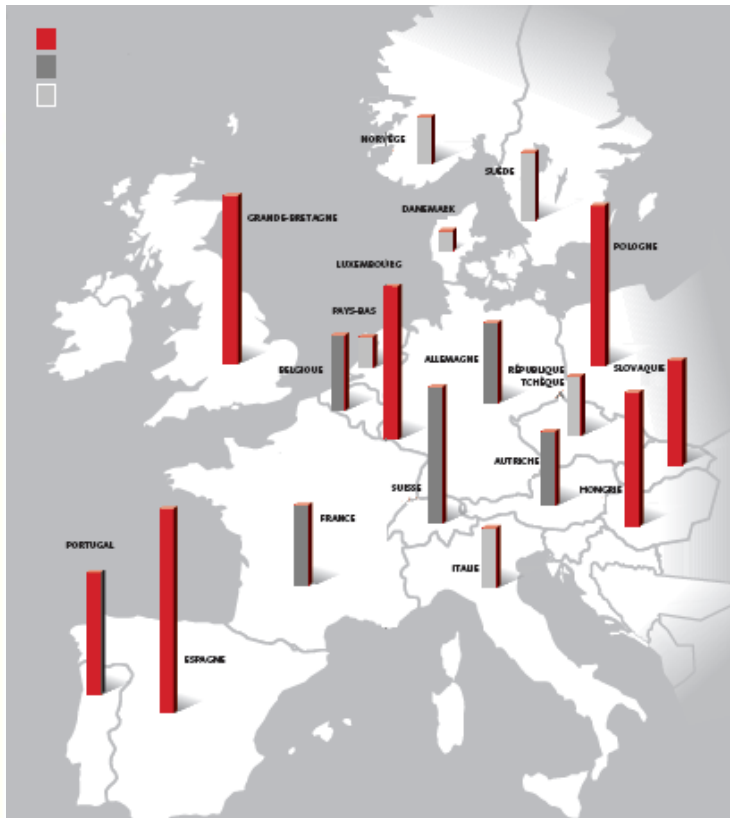 NORVÈGE
SUÈDE
DANEMARK
GRANDE-BRETAGNE
POLOGNE
LUXEMBOURG
PAYS-BAS
ALLEMAGNE
BELGIQUE
RÉPUBLIQUE
TCHÈQUE
SLOVAQUIE
AUTRICHE
SUISSE
HONGRIE
FRANCE
PORTUGAL
ITALIE
ESPAGNE